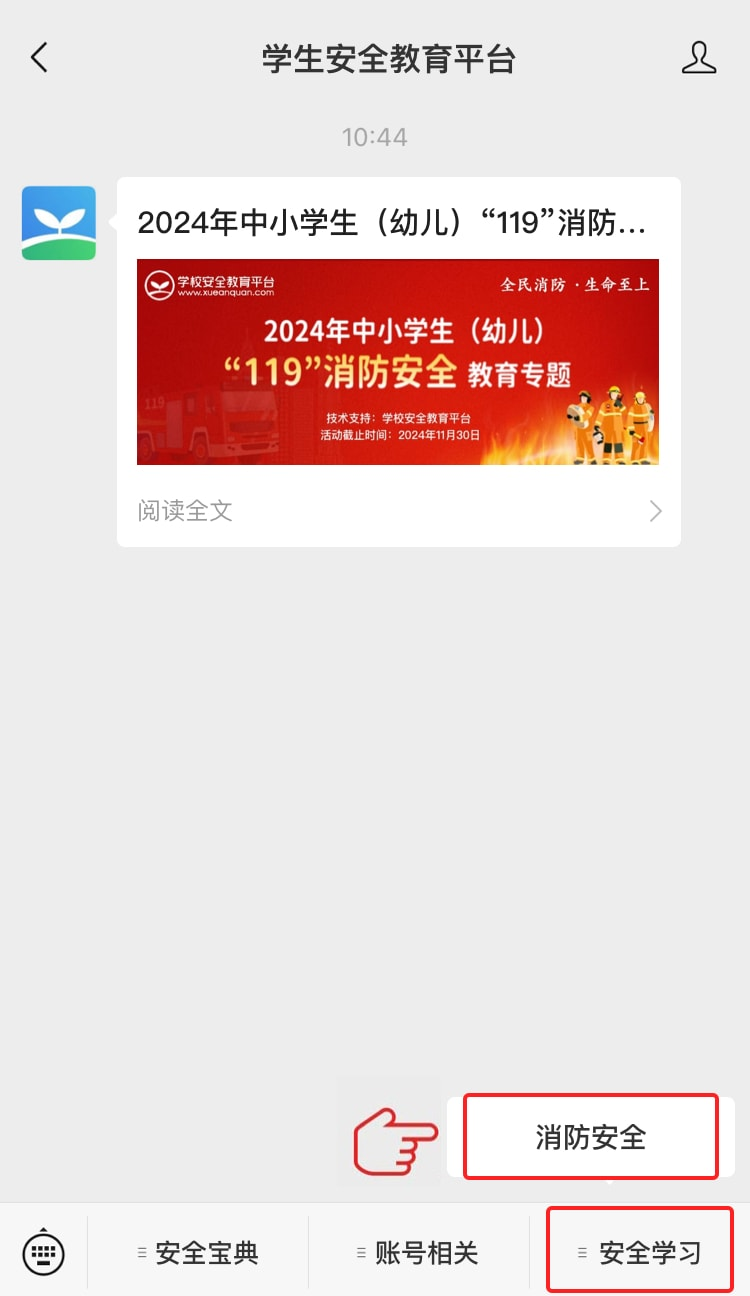 学生安全教育平台
10:44
2024年中小学生（幼儿）“119”消防...
学校安全教育平台
www.xueanquan.com
全民消防·生命至上
2024年中小学生（幼儿）
“119”消防安全 教育专题
119
技术支持：学校安全教育平台
活动截止时间：2024年11月30日
阅读全文
消防安全
安全宝典
账号相关
安全学习